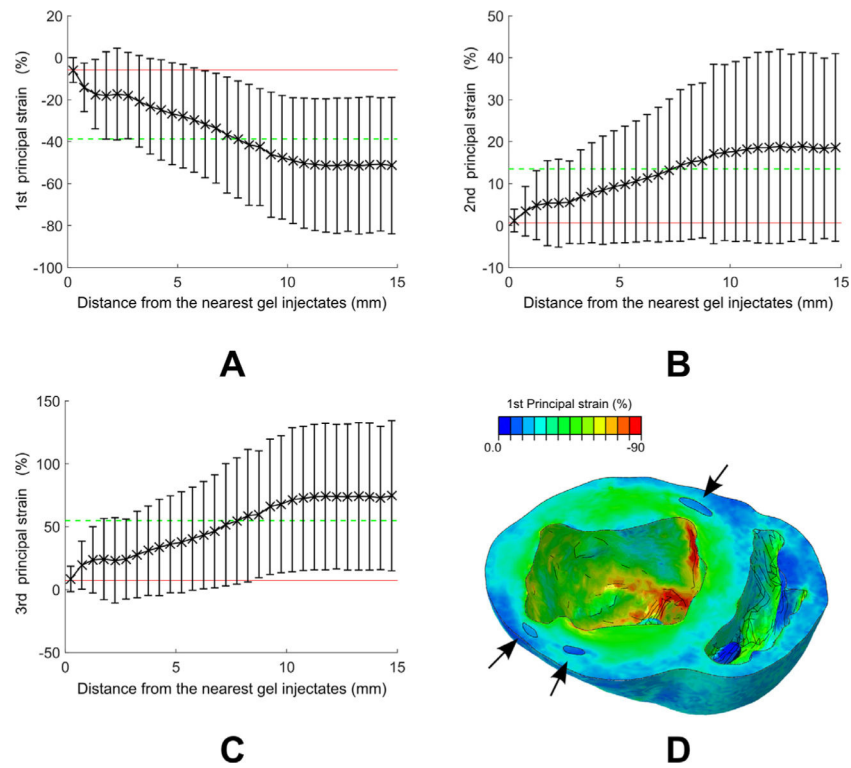 20
0
-20
-40
-60
-80
-100
1st principal strain (%)
0 5 10 15
Distance from the nearest gel injectates (mm)
A
50
40
30
20
10
0
-10
2nd principal strain (%)
0 5 10 15
Distance from the nearest gel injectates (mm)
B
150
100
50
0
-50
3rd principal strain (%)
0 5 10 15
Distance from the nearest gel injectates (mm)
C
1st Principal strain (%)
0.0 -90
D